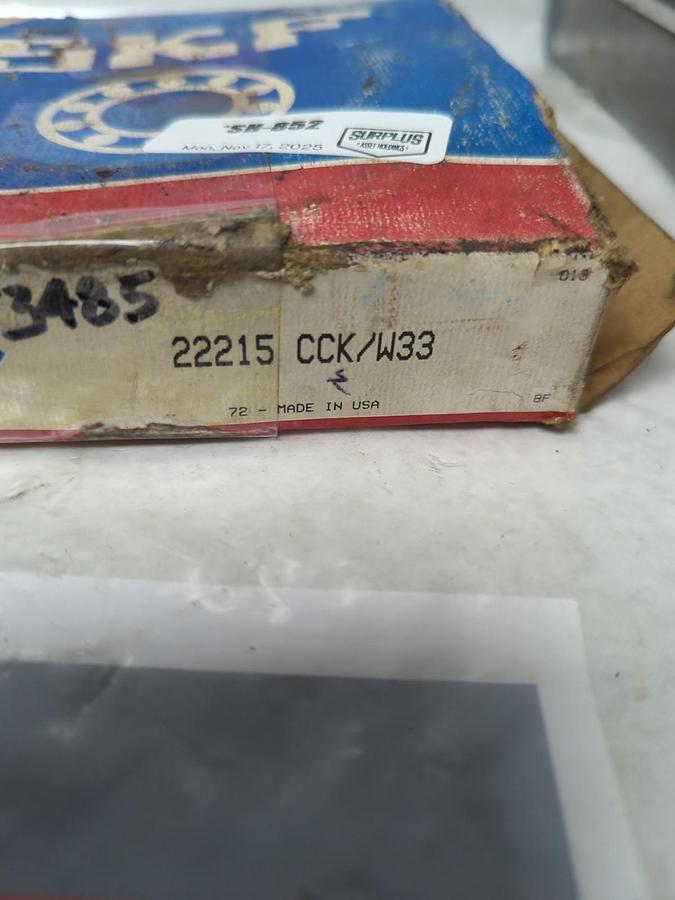 SKF
SN-852
Mon, Nov 17, 2025
SURPLUS
ASSET HOLDINGS
013
3485
22215 CCK/W33
72 - MADE IN USA
BF